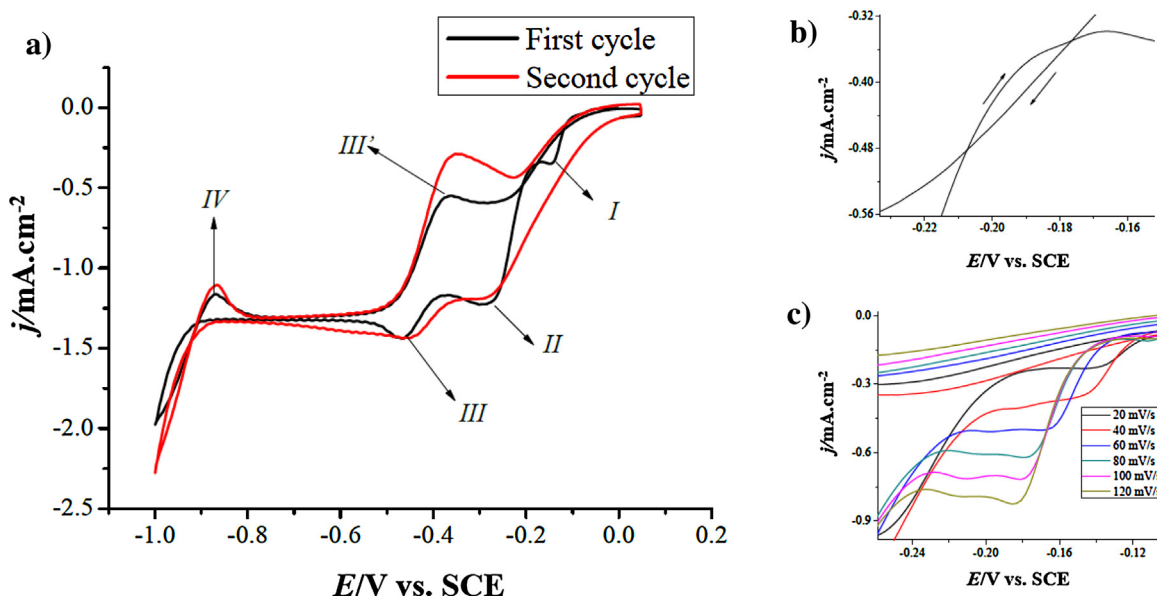 a)
First cycle
Second cycle
0.0
-0.5
-1.0
-1.5
-2.0
-2.5
-1.0
-0.8
-0.6
-0.4
-0.2
0.0
0.2
j/mA.cm-2
E/V vs. SCE
III'
IV
I
II
III
b)
-0.32
-0.40
-0.48
-0.56
-0.22
-0.20
-0.18
-0.16
j/mA.cm-2
E/V vs. SCE
c)
0.0
-0.3
-0.6
-0.9
-0.24
-0.20
-0.16
-0.12
j/mA.cm-2
E/V vs. SCE
20 mV/s
40 mV/s
60 mV/s
80 mV/s
100 mV/s
120 mV/s